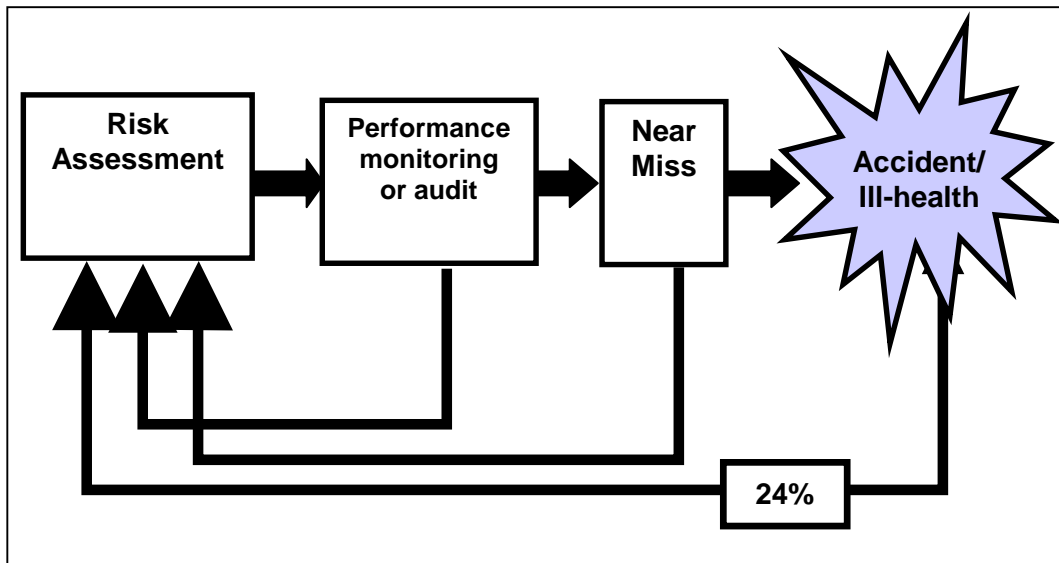 Risk
Assessment
Performance
monitoring
or audit
Near
Miss
Accident/
Ill-health
24%